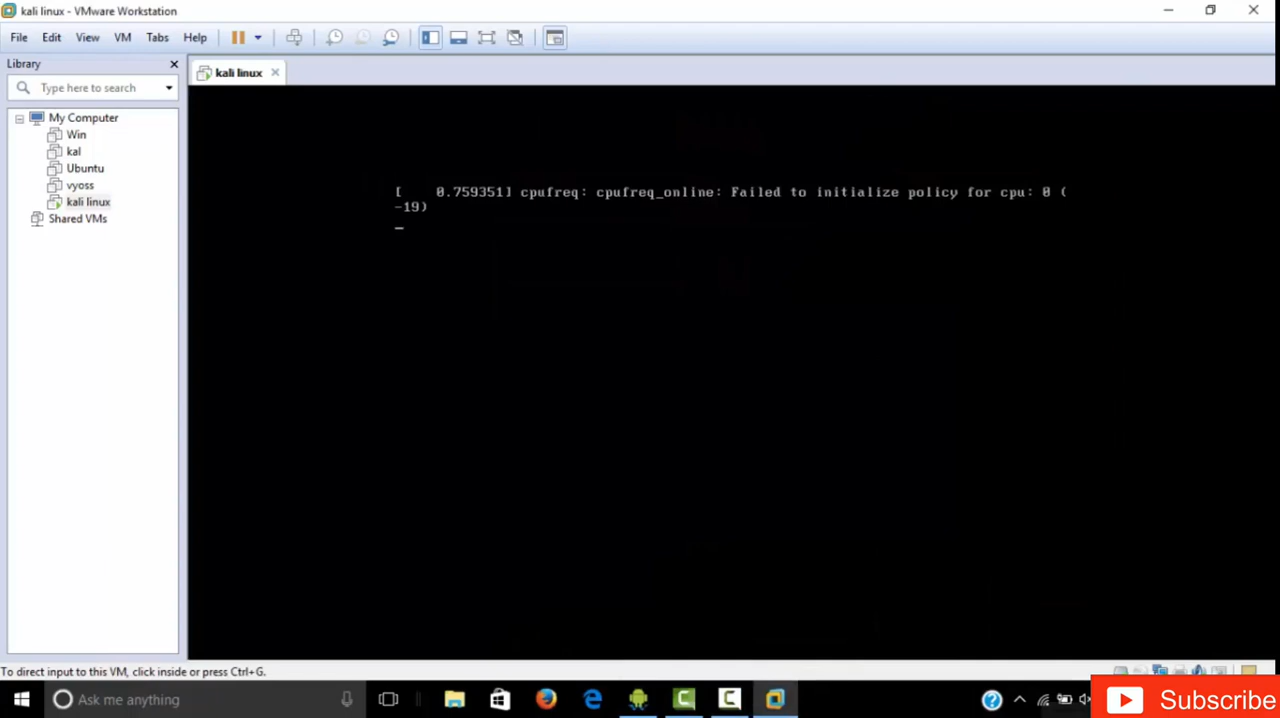 kali linux - VMware Workstation
File Edit View VM Tabs Help
Library
Type here to search
My Computer
Win
kal
Ubuntu
vyoss
kali linux
Shared VMs
kali linux
[    0.759351] cpufreq: cpufreq_online: Failed to initialize policy for cpu: 0 (
-19)
_
To direct input to this VM, click inside or press Ctrl+G.
Ask me anything
Subscribe